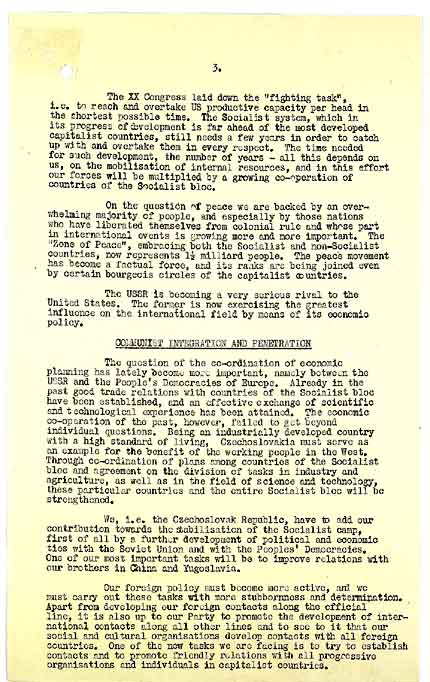 3.
The XX Congress laid down the "fighting task",
i.e. to reach and overtake US productive capacity per head in
the shortest possible time. The Socialist system, which in
its progress of development is far ahead of the most developed
capitalist countries, still needs a few years in order to catch
up with and overtake them in every respect. The time needed
for such development, the number of years - all this depends on
us, on the mobilisation of internal resources, and in this effort
our forces will be multiplied by a growing co-operation of
countries of the Socialist bloc.
On the question of peace we are backed by an over-
whelming majority of people, and especially by those nations
who have liberated themselves from colonial rule and whose part
in international events is growing more and more important. The
"Zone of Peace", embracing both the Socialist and non-Socialist
countries, now represents 1½ milliard people. The peace movement
has become a factual force, and its ranks are being joined even
by certain bourgeois circles of the capitalist countries.
The USSR is becoming a very serious rival to the
United States. The former is now exercising the greatest
influence on the international field by means of its economic
policy.
COMMUNIST INTEGRATION AND PENETRATION
The question of the co-ordination of economic
planning has lately become more important, namely between the
USSR and the People's Democracies of Europe. Already in the
past good trade relations with countries of the Socialist bloc
have been established, and an effective exchange of scientific
and technological experience has been attained. The economic
co-operation of the past, however, failed to get beyond
individual questions. Being an industrially developed country
with a high standard of living, Czechoslovakia must serve as
an example for the benefit of the working people in the West.
Through co-ordination of plans among countries of the Socialist
bloc and agreement on the division of tasks in industry and
agriculture, as well as in the field of science and technology,
these particular countries and the entire Socialist bloc will be
strengthened.
We, i.e. the Czechoslovak Republic, have to add our
contribution towards the stabilisation of the Socialist camp,
first of all by a further development of political and economic
ties with the Soviet Union and with the Peoples' Democracies.
One of our most important tasks will be to improve relations with
our brothers in China and Yugoslavia.
Our foreign policy must become more active, and we
must carry out these tasks with more stubbornness and determination.
Apart from developing our foreign contacts along the official
line, it is also up to our Party to promote the development of inter-
national contacts along all other lines and to see to it that our
social and cultural organisations develop contacts with all foreign
countries. One of the new tasks we are facing is to try to establish
contacts and to promote friendly relations with all progressive
organisations and individuals in capitalist countries.